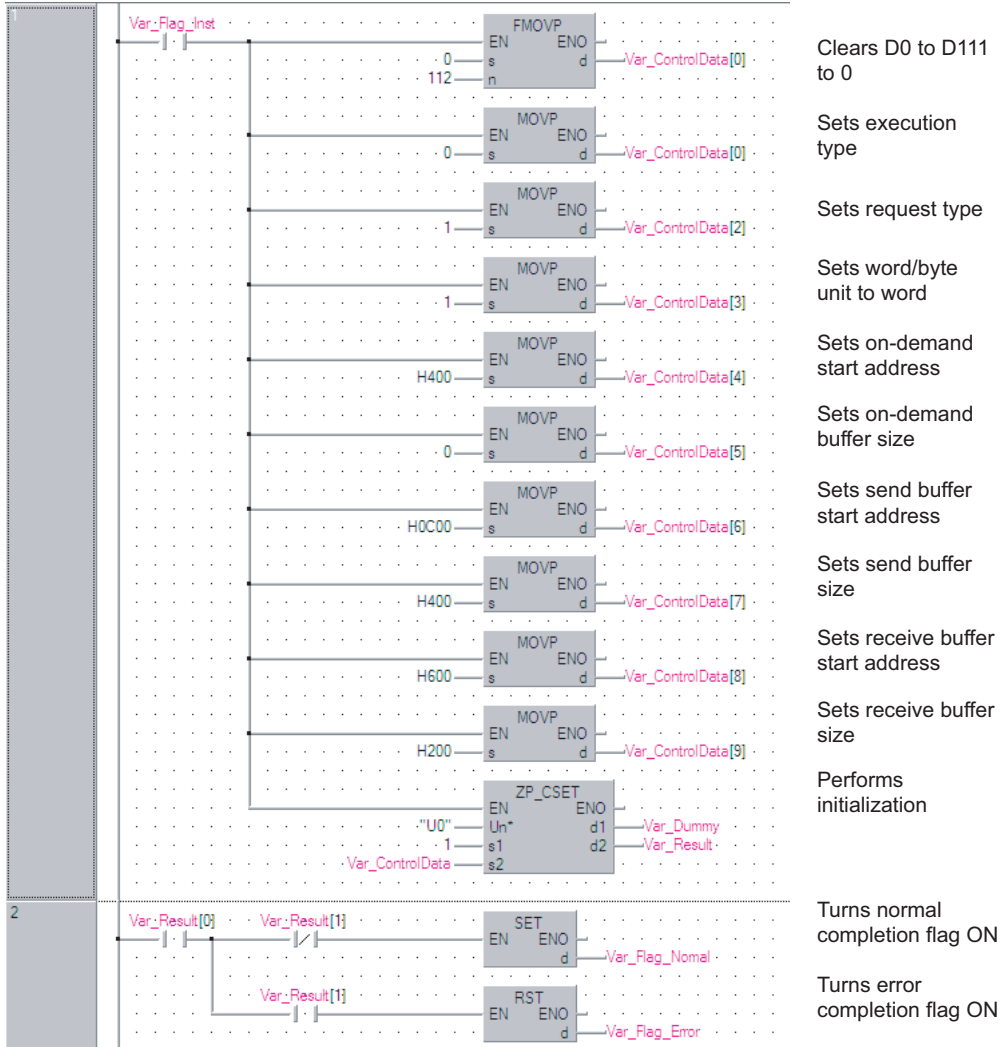 1
Var_Flag_Inst
FMOVP
EN ENO
0 s d Var_ControlData[0]
112 n
Clears D0 to D111
to 0
MOVP
EN ENO
0 s d Var_ControlData[0]
Sets execution
type
MOVP
EN ENO
1 s d Var_ControlData[2]
Sets request type
MOVP
EN ENO
1 s d Var_ControlData[3]
Sets word/byte
unit to word
MOVP
EN ENO
H400 s d Var_ControlData[4]
Sets on-demand
start address
MOVP
EN ENO
0 s d Var_ControlData[5]
Sets on-demand
buffer size
MOVP
EN ENO
H0C00 s d Var_ControlData[6]
Sets send buffer
start address
MOVP
EN ENO
H400 s d Var_ControlData[7]
Sets send buffer
size
MOVP
EN ENO
H600 s d Var_ControlData[8]
Sets receive buffer
start address
MOVP
EN ENO
H200 s d Var_ControlData[9]
Sets receive buffer
size
ZP_CSET
EN ENO
"U0" Un* d1 Var_Dummy
1 s1 d2 Var_Result
Var_ControlData s2
Performs
initialization
2
Var_Result[0] Var_Result[1]
SET
EN ENO
d Var_Flag_Nomal
Turns normal
completion flag ON
Var_Result[1]
RST
EN ENO
d Var_Flag_Error
Turns error
completion flag ON